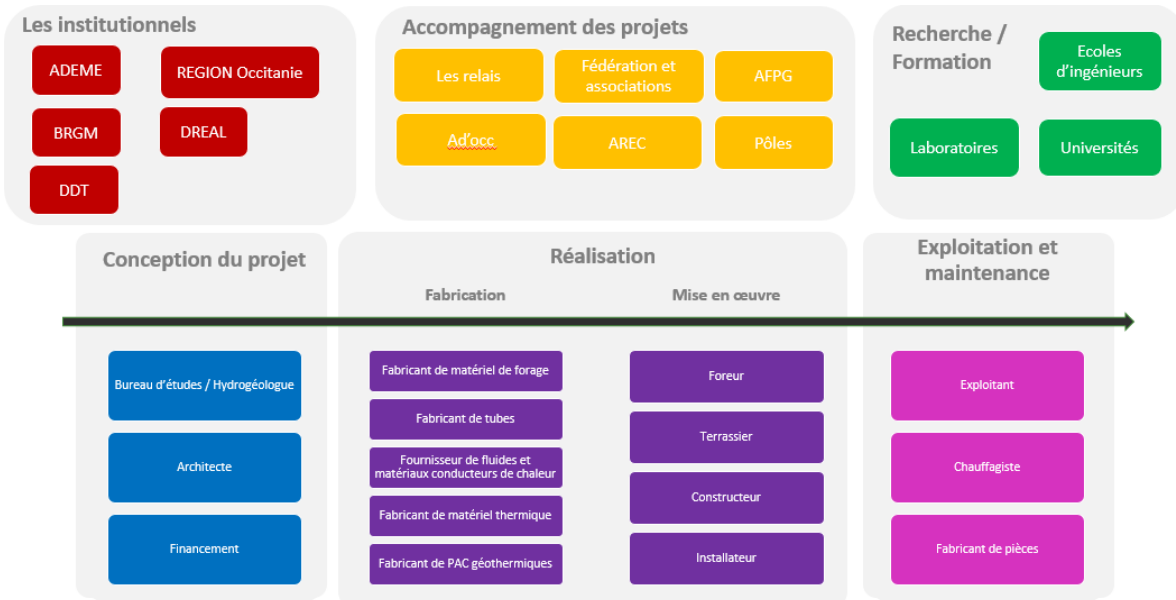 Les institutionnels
ADEME
REGION Occitanie
BRGM
DREAL
DDT
Accompagnement des projets
Les relais
Fédération et
associations
AFPG
Ad'occ
AREC
Pôles
Recherche /
Formation
Ecoles
d'ingénieurs
Laboratoires
Universités
Conception du projet
Bureau d'études / Hydrogéologue
Architecte
Financement
Réalisation
Fabrication
Fabricant de matériel de forage
Fabricant de tubes
Fournisseur de fluides et
matériaux conducteurs de chaleur
Fabricant de matériel thermique
Fabricant de PAC géothermiques
Mise en œuvre
Foreur
Terrassier
Constructeur
Installateur
Exploitation et
maintenance
Exploitant
Chauffagiste
Fabricant de pièces